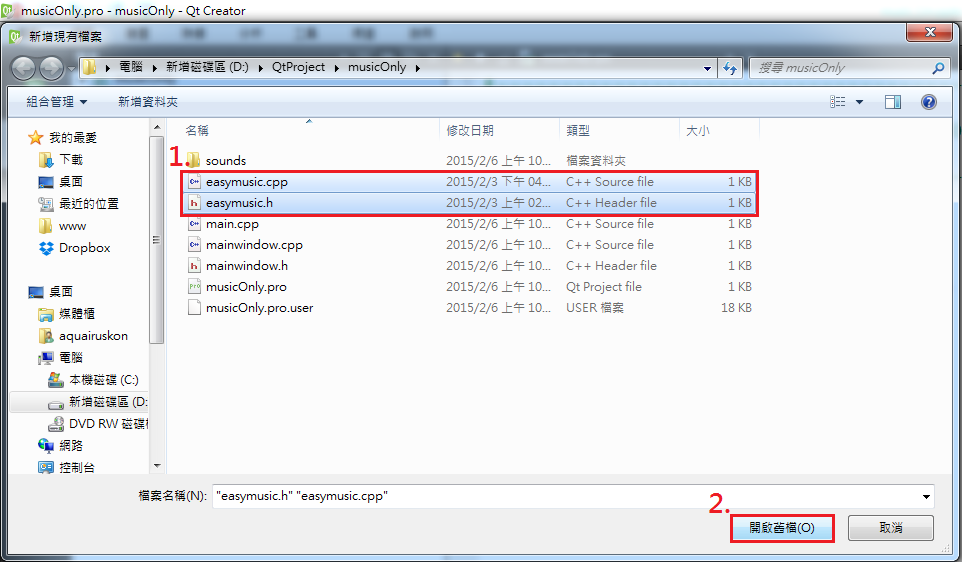 musicOnly.pro - musicOnly - Qt Creator
新增現有檔案
電腦 新增磁碟區 (D:) QtProject musicOnly 搜尋 musicOnly
組合管理 新增資料夾
名稱 修改日期 類型 大小
我的最愛
下載
桌面
最近的位置
www
Dropbox
桌面
媒體櫃
aquairuskon
電腦
本機磁碟 (C:)
新增磁碟區 (D:
DVD RW 磁碟
網路
控制台
1.
sounds 2015/2/6 上午 10... 檔案資料夾
easymusic.cpp 2015/2/3 下午 04... C++ Source file 1 KB
easymusic.h 2015/2/3 上午 02... C++ Header file 1 KB
main.cpp 2015/2/6 上午 10... C++ Source file 1 KB
mainwindow.cpp 2015/2/6 上午 10... C++ Source file 1 KB
mainwindow.h 2015/2/6 上午 10... C++ Header file 1 KB
musicOnly.pro 2015/2/6 上午 10... Qt Project file 1 KB
musicOnly.pro.user 2015/2/6 上午 10... USER 檔案 18 KB
檔案名稱(N): "easymusic.h" "easymusic.cpp"
2.
開啟舊檔(O) 取消